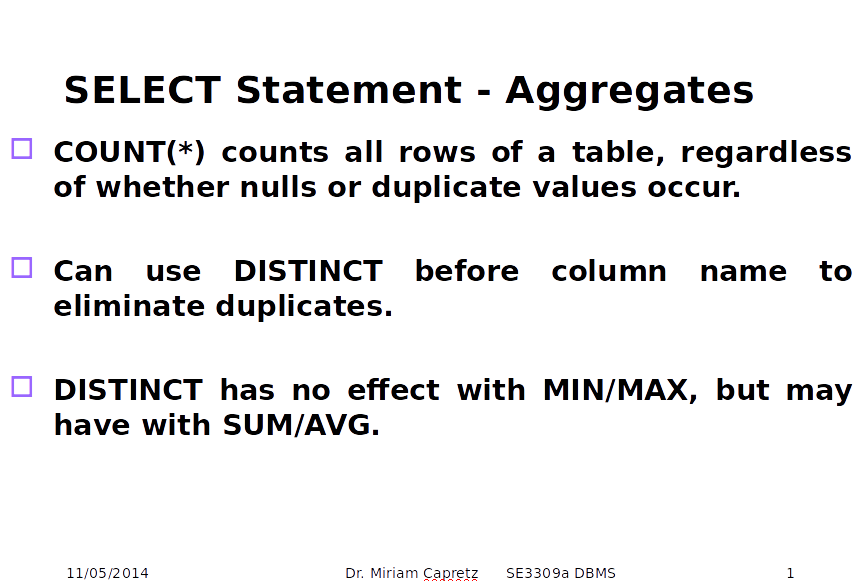 SELECT Statement - Aggregates
COUNT(*) counts all rows of a table, regardless
of whether nulls or duplicate values occur.
Can use DISTINCT before column name to
eliminate duplicates.
DISTINCT has no effect with MIN/MAX, but may
have with SUM/AVG.
11/05/2014 Dr. Miriam Capretz SE3309a DBMS 1